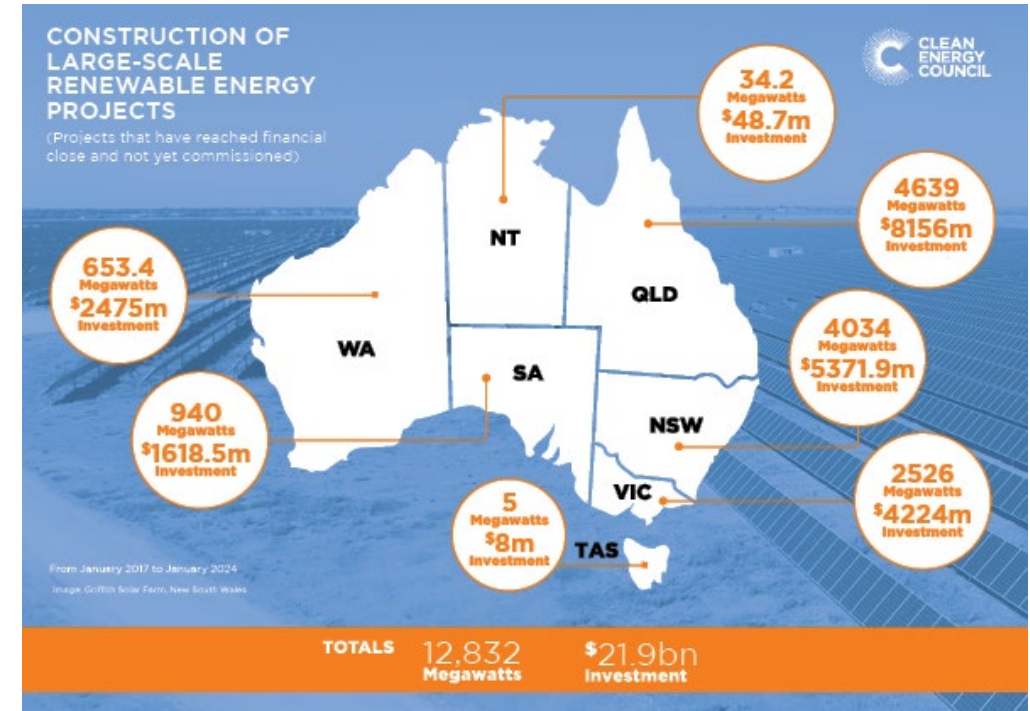 CONSTRUCTION OF
LARGE-SCALE
RENEWABLE ENERGY
PROJECTS
(Projects that have reached financial
close and not yet commissioned)
CLEAN
ENERGY
COUNCIL
34.2
Megawatts
$48.7m
Investment
4639
Megawatts
$8156m
Investment
653.4
Megawatts
$2475m
Investment
NT
QLD
WA
4034
Megawatts
$5371.9m
Investment
SA
940
Megawatts
$1618.5m
Investment
NSW
2526
Megawatts
$4224m
Investment
VIC
5
Megawatts
$8m
Investment
TAS
From January 2017 to January 2024
Image: Griffith Solar Farm, New South Wales
TOTALS 12,832 $21.9bn
Megawatts Investment